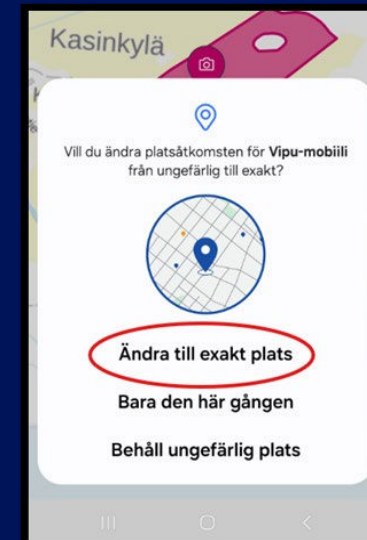 Kasinkylä
Vill du ändra platsåtkomsten för Vipu-mobiili
från ungefärlig till exakt?
Ändra till exakt plats
Bara den här gången
Behåll ungefärlig plats